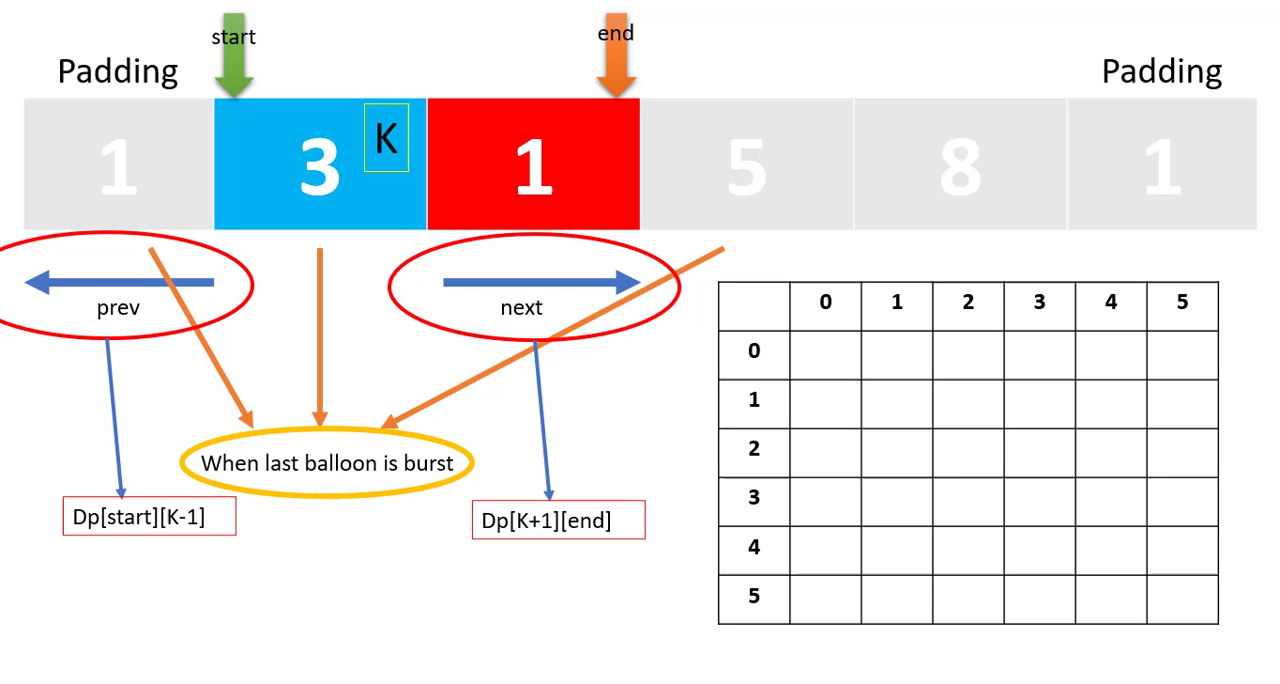 start
end
Padding
Padding
1
3
K
1
5
8
1
prev
next
When last balloon is burst
Dp[start][K-1]
Dp[K+1][end]
0 1 2 3 4 5
0
1
2
3
4
5